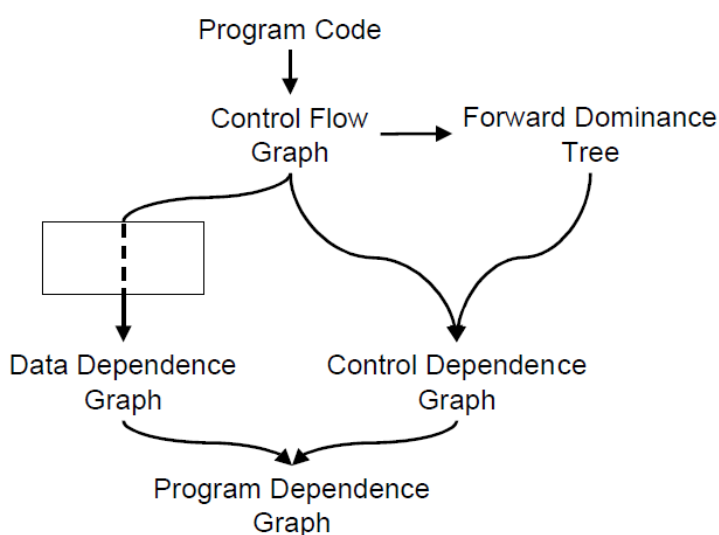 Program Code
Control Flow
Graph
Forward Dominance
Tree
Data Dependence
Graph
Control Dependence
Graph
Program Dependence
Graph